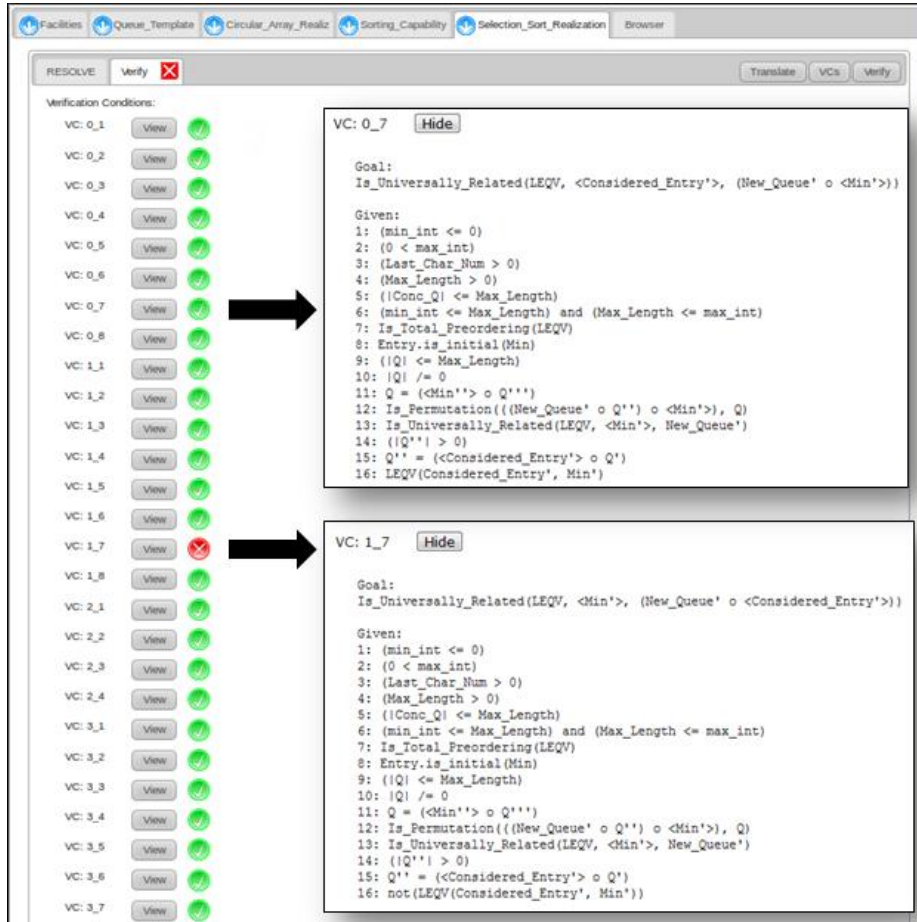 Facilities Queue_Template Circular_Array_Realiz Sorting_Capability Selection_Sort_Realization Browser
RESOLVE Verify Translate VCs Verify
Verification Conditions:
VC: 0_1 View
VC: 0_2 View
VC: 0_3 View
VC: 0_4 View
VC: 0_5 View
VC: 0_6 View
VC: 0_7 View
VC: 0_8 View
VC: 1_1 View
VC: 1_2 View
VC: 1_3 View
VC: 1_4 View
VC: 1_5 View
VC: 1_6 View
VC: 1_7 View
VC: 1_8 View
VC: 2_1 View
VC: 2_2 View
VC: 2_3 View
VC: 2_4 View
VC: 3_1 View
VC: 3_2 View
VC: 3_3 View
VC: 3_4 View
VC: 3_5 View
VC: 3_6 View
VC: 3_7 View
VC: 0_7 Hide
Goal:
Is_Universally_Related(LEQV, <Considered_Entry'>, (New_Queue' o <Min'>))
Given:
1: (min_int <= 0)
2: (0 < max_int)
3: (Last_Char_Num > 0)
4: (Max_Length > 0)
5: (|Conc_Q| <= Max_Length)
6: (min_int <= Max_Length) and (Max_Length <= max_int)
7: Is_Total_Preordering(LEQV)
8: Entry.is_initial(Min)
9: (|Q| <= Max_Length)
10: |Q| /= 0
11: Q = (<Min''> o Q''')
12: Is_Permutation(((New_Queue' o Q'') o <Min'>), Q)
13: Is_Universally_Related(LEQV, <Min'>, New_Queue')
14: (|Q''| > 0)
15: Q'' = (<Considered_Entry'> o Q')
16: LEQV(Considered_Entry', Min')
VC: 1_7 Hide
Goal:
Is_Universally_Related(LEQV, <Min'>, (New_Queue' o <Considered_Entry'>))
Given:
1: (min_int <= 0)
2: (0 < max_int)
3: (Last_Char_Num > 0)
4: (Max_Length > 0)
5: (|Conc_Q| <= Max_Length)
6: (min_int <= Max_Length) and (Max_Length <= max_int)
7: Is_Total_Preordering(LEQV)
8: Entry.is_initial(Min)
9: (|Q| <= Max_Length)
10: |Q| /= 0
11: Q = (<Min''> o Q''')
12: Is_Permutation(((New_Queue' o Q'') o <Min'>), Q)
13: Is_Universally_Related(LEQV, <Min'>, New_Queue')
14: (|Q''| > 0)
15: Q'' = (<Considered_Entry'> o Q')
16: not(LEQV(Considered_Entry', Min'))